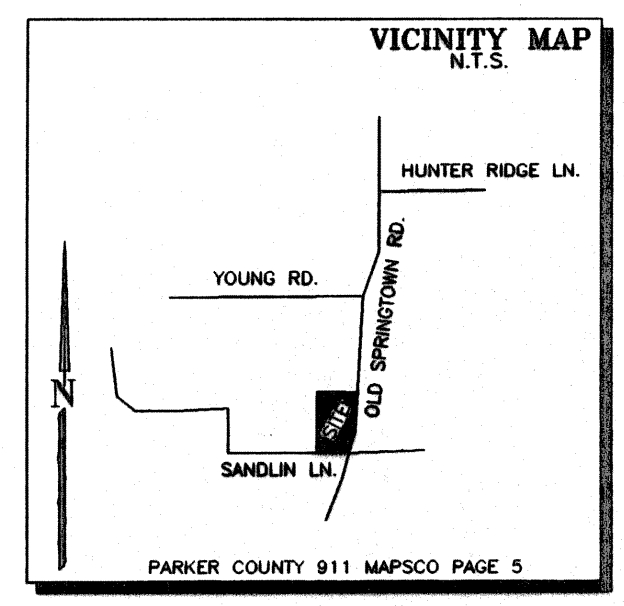 VICINITY MAP
N.T.S.
HUNTER RIDGE LN.
OLD SPRINGTOWN RD.
YOUNG RD.
N
SITE
SANDLIN LN.
PARKER COUNTY 911 MAPSCO PAGE 5